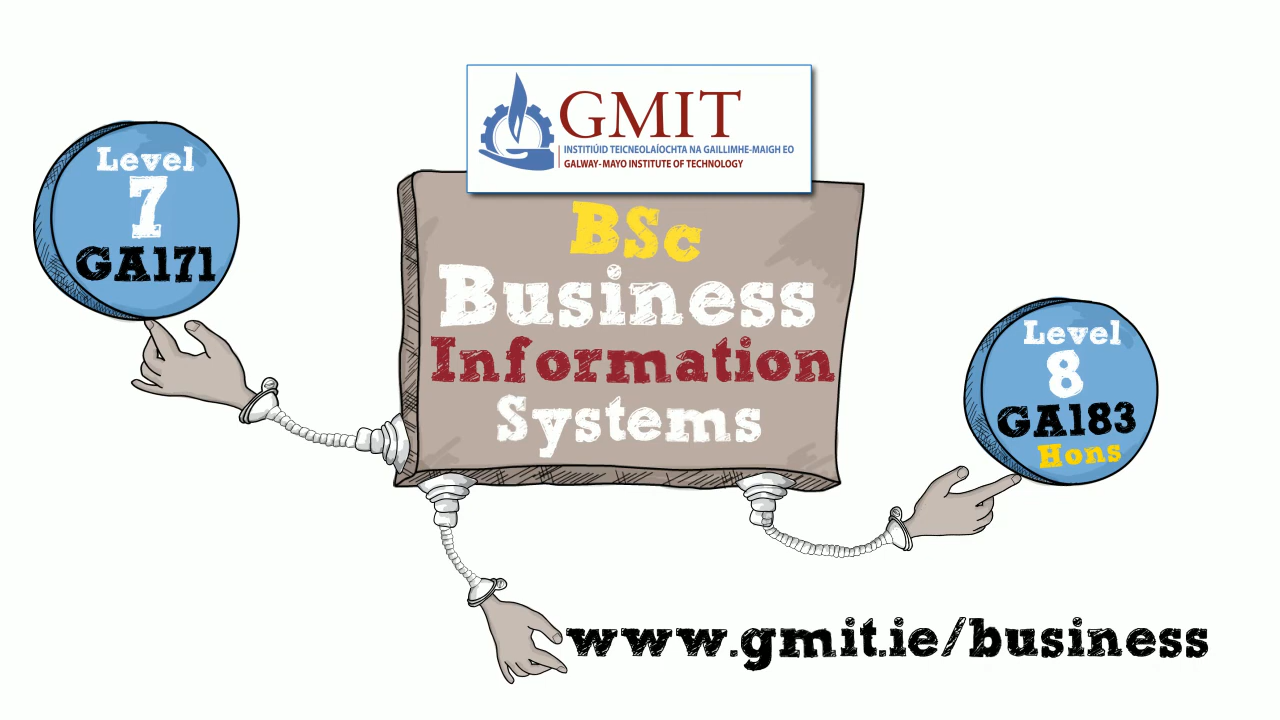 GMIT
INSTITIÚID TEICNEOLAÍOCHTA NA GAILLIMHE-MAIGH EO
GALWAY-MAYO INSTITUTE OF TECHNOLOGY
Level
7
GA171
BSc
Business
Information
Systems
Level
8
GA183
Hons
www.gmit.ie/business